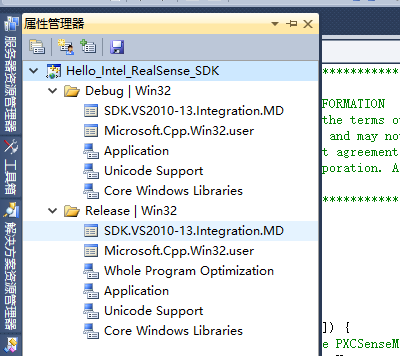 属性管理器
服务器资源管理器
工具箱
解决方案资源管理器
Hello_Intel_RealSense_SDK
Debug | Win32
SDK.VS2010-13.Integration.MD
Microsoft.Cpp.Win32.user
Application
Unicode Support
Core Windows Libraries
Release | Win32
SDK.VS2010-13.Integration.MD
Microsoft.Cpp.Win32.user
Whole Program Optimization
Application
Unicode Support
Core Windows Libraries
**************
FORMATION
the terms o
and may no
t agreement
poration. A
**************
]) {
e PXCSenseM